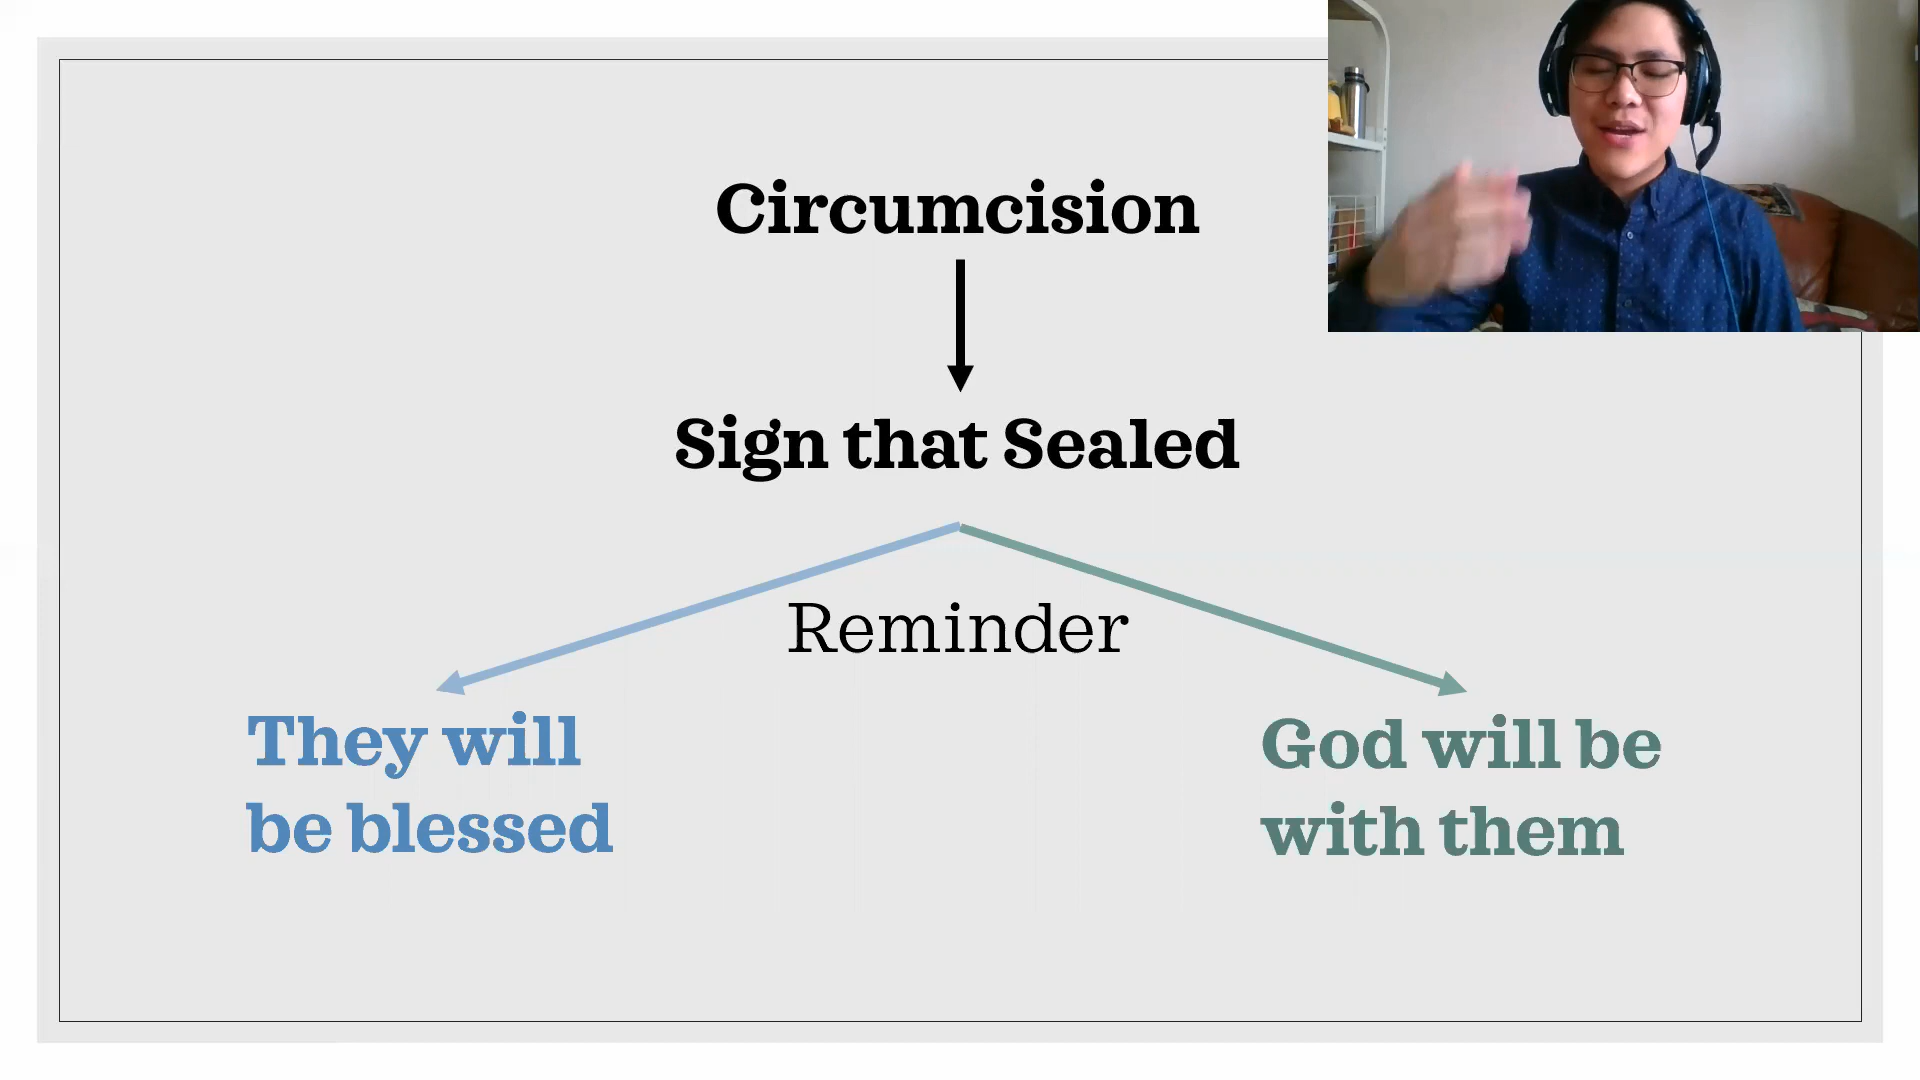 Circumcision
Sign that Sealed
Reminder
They will
be blessed
God will be
with them